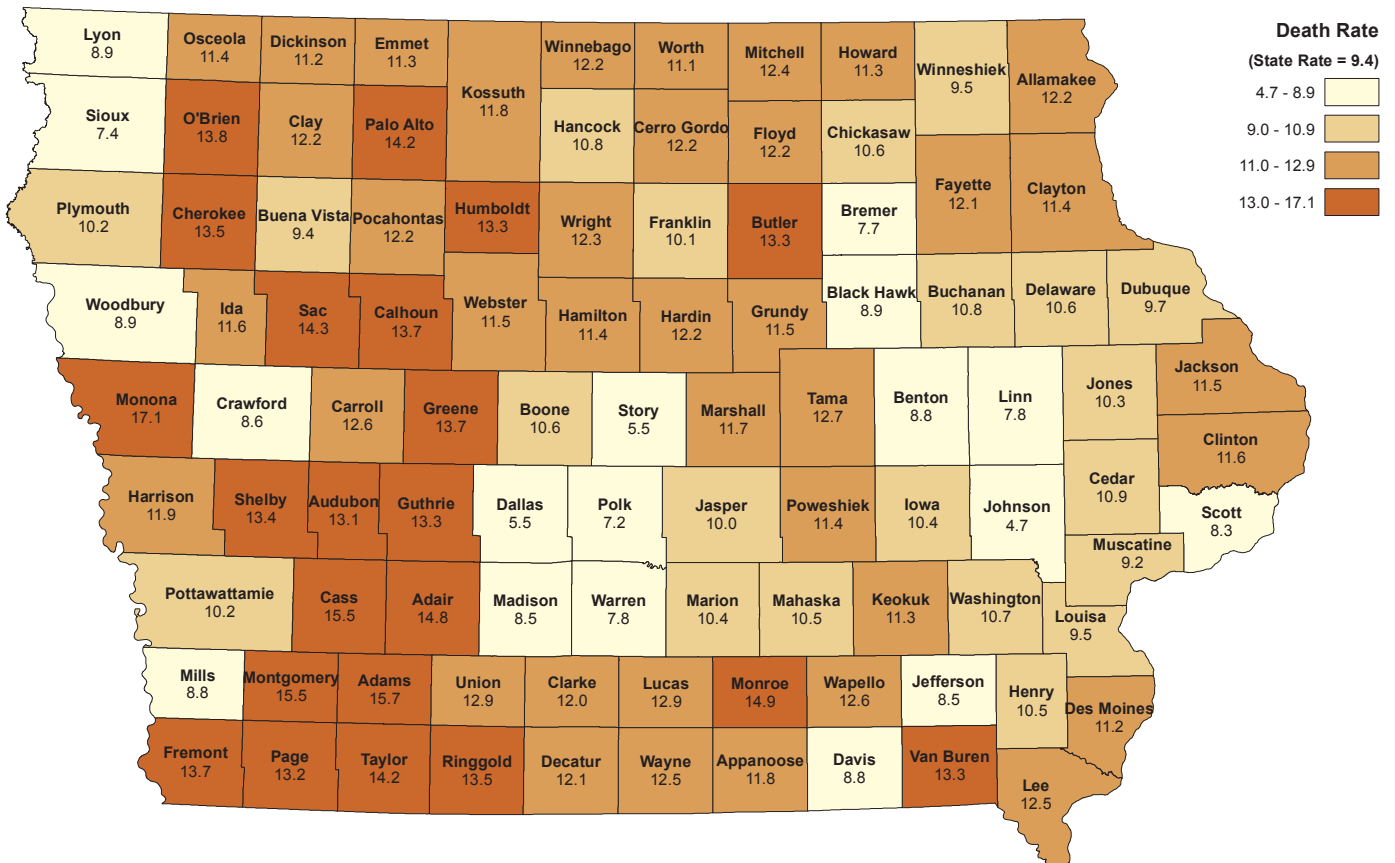 Death Rate
(State Rate = 9.4)
4.7 - 8.9
9.0 - 10.9
11.0 - 12.9
13.0 - 17.1
Lyon
8.9
Osceola
11.4
Dickinson
11.2
Emmet
11.3
Kossuth
11.8
Winnebago
12.2
Worth
11.1
Mitchell
12.4
Howard
11.3
Winneshiek
9.5
Allamakee
12.2
Sioux
7.4
O'Brien
13.8
Clay
12.2
Palo Alto
14.2
Hancock
10.8
Cerro Gordo
12.2
Floyd
12.2
Chickasaw
10.6
Plymouth
10.2
Cherokee
13.5
Buena Vista
9.4
Pocahontas
12.2
Humboldt
13.3
Wright
12.3
Franklin
10.1
Butler
13.3
Bremer
7.7
Fayette
12.1
Clayton
11.4
Woodbury
8.9
Ida
11.6
Sac
14.3
Calhoun
13.7
Webster
11.5
Hamilton
11.4
Hardin
12.2
Grundy
11.5
Black Hawk
8.9
Buchanan
10.8
Delaware
10.6
Dubuque
9.7
Monona
17.1
Crawford
8.6
Carroll
12.6
Greene
13.7
Boone
10.6
Story
5.5
Marshall
11.7
Tama
12.7
Benton
8.8
Linn
7.8
Jones
10.3
Jackson
11.5
Clinton
11.6
Harrison
11.9
Shelby
13.4
Audubon
13.1
Guthrie
13.3
Dallas
5.5
Polk
7.2
Jasper
10.0
Poweshiek
11.4
Iowa
10.4
Johnson
4.7
Cedar
10.9
Scott
8.3
Muscatine
9.2
Pottawattamie
10.2
Cass
15.5
Adair
14.8
Madison
8.5
Warren
7.8
Marion
10.4
Mahaska
10.5
Keokuk
11.3
Washington
10.7
Louisa
9.5
Mills
8.8
Montgomery
15.5
Adams
15.7
Union
12.9
Clarke
12.0
Lucas
12.9
Monroe
14.9
Wapello
12.6
Jefferson
8.5
Henry
10.5
Des Moines
11.2
Fremont
13.7
Page
13.2
Taylor
14.2
Ringgold
13.5
Decatur
12.1
Wayne
12.5
Appanoose
11.8
Davis
8.8
Van Buren
13.3
Lee
12.5